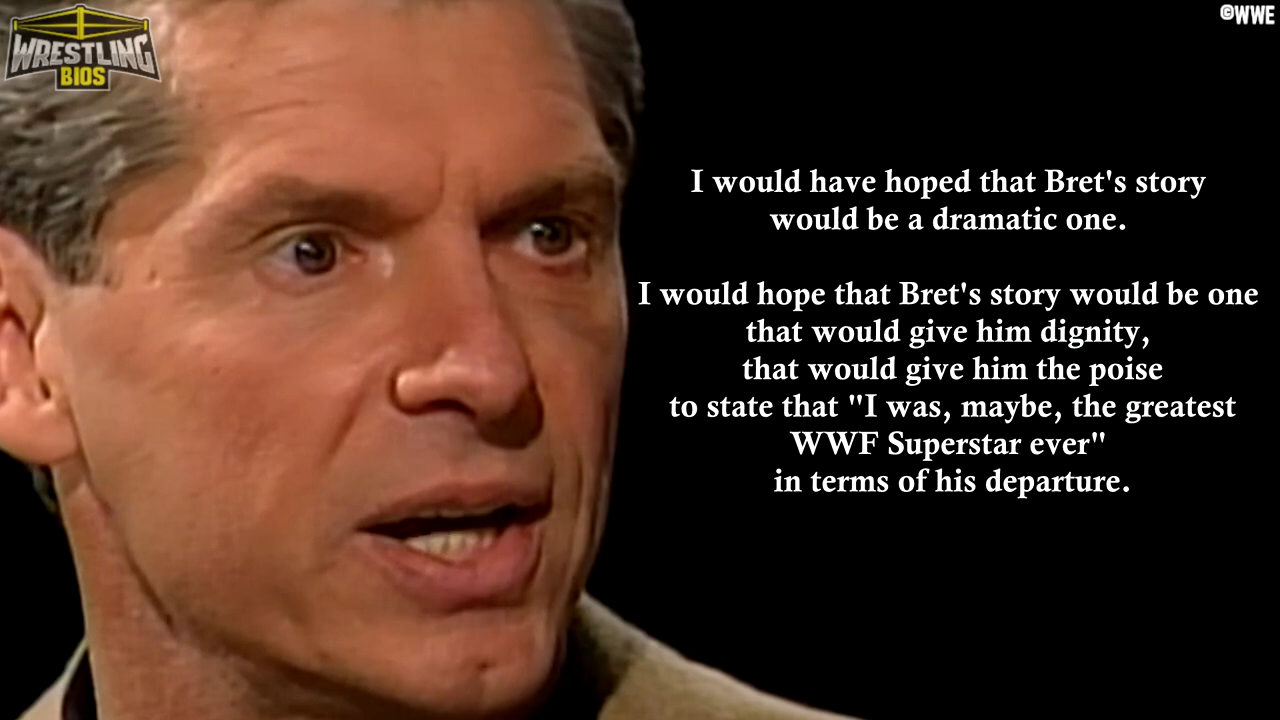 WRESTLING
BIOS
©WWE
I would have hoped that Bret's story
would be a dramatic one.
I would hope that Bret's story would be one
that would give him dignity,
that would give him the poise
to state that "I was, maybe, the greatest
WWF Superstar ever"
in terms of his departure.